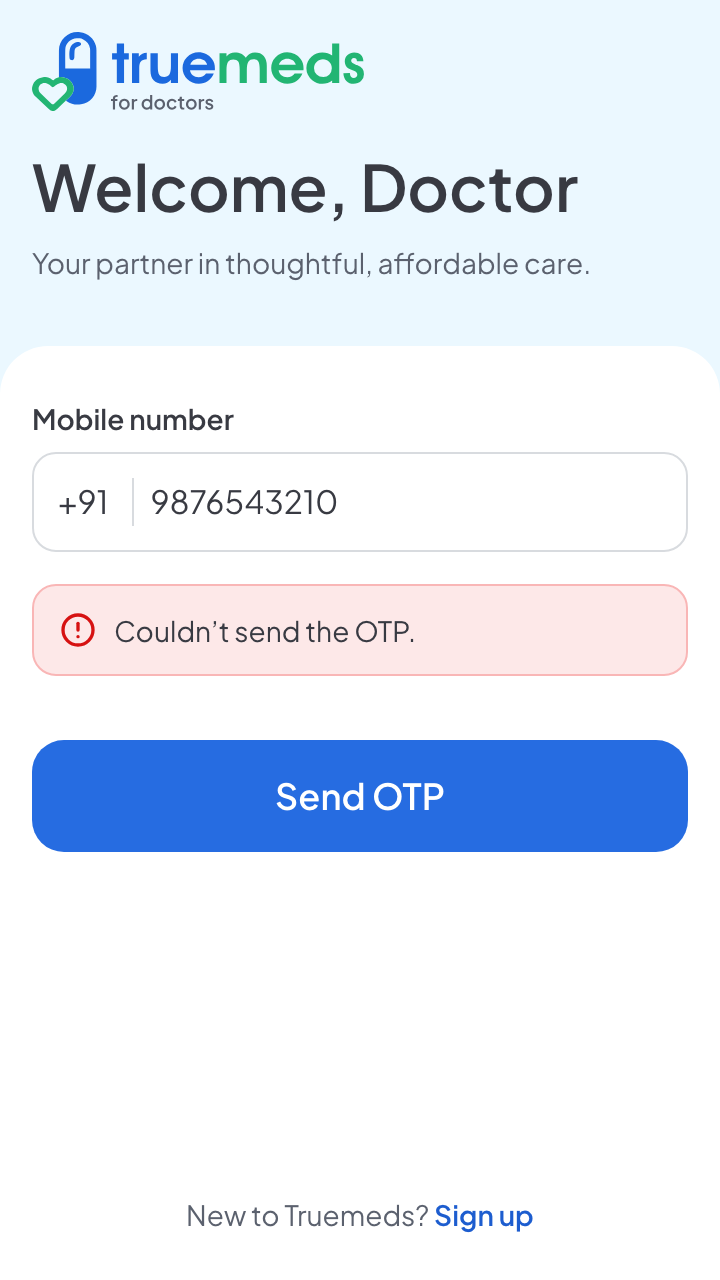 truemeds
for doctors
Welcome, Doctor
Your partner in thoughtful, affordable care.
Mobile number
+91 9876543210
Couldn’t send the OTP.
Send OTP
New to Truemeds? Sign up